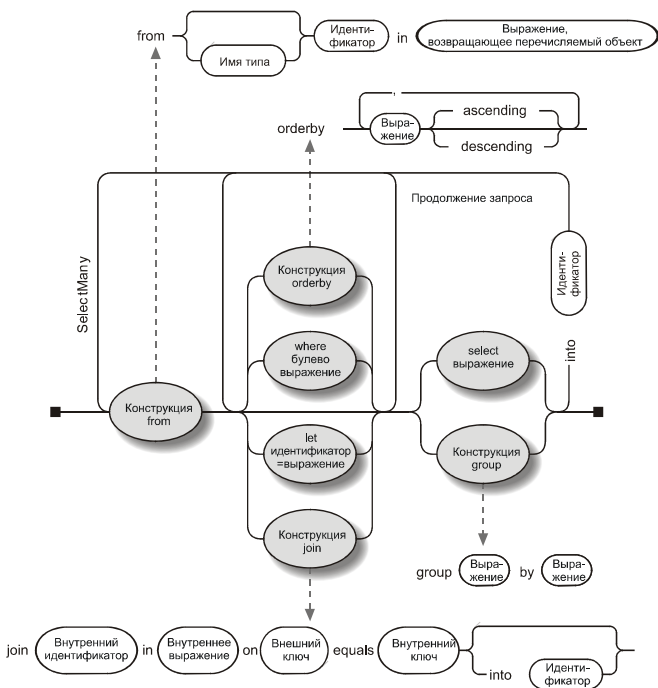 from
Имя типа
Иденти-
фикатор
in
Выражение,
возвращающее перечисляемый объект
orderby
,
Выра-
жение
ascending
descending
Продолжение запроса
SelectMany
Иденти-
фикатор
into
Конструкция
orderby
where
булево
выражение
select
выражение
Конструкция
from
let
идентификатор
=выражение
Конструкция
group
Конструкция
join
group
Выра-
жение
by
Выра-
жение
join
Внутренний
идентификатор
in
Внутреннее
выражение
on
Внешний
ключ
equals
Внутренний
ключ
into
Иденти-
фикатор